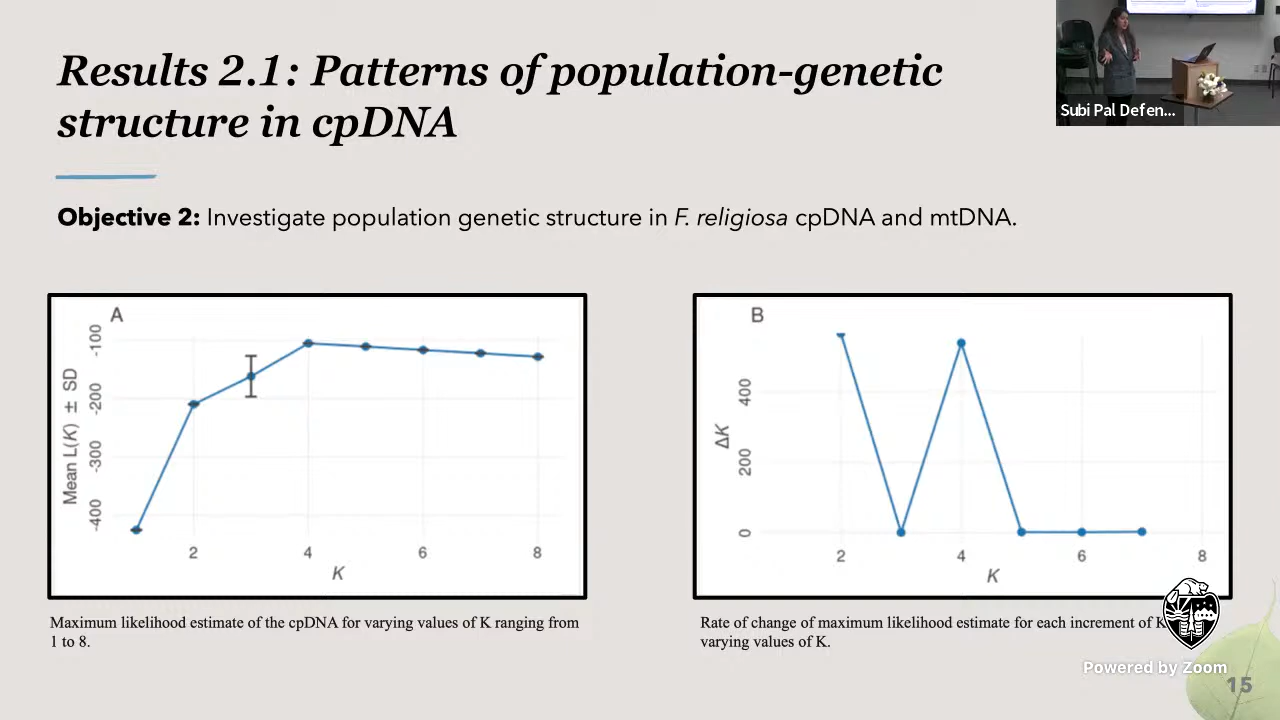 Results 2.1: Patterns of population-genetic
structure in cpDNA
Subi Pal Defen...
Objective 2: Investigate population genetic structure in F. religiosa cpDNA and mtDNA.
A
Mean L(K) ± SD
-100
-200
-300
-400
2
4
6
8
K
B
ΔK
400
200
0
2
4
6
8
K
Maximum likelihood estimate of the cpDNA for varying values of K ranging from
1 to 8.
Rate of change of maximum likelihood estimate for each increment of K
varying values of K.
Powered by Zoom
15